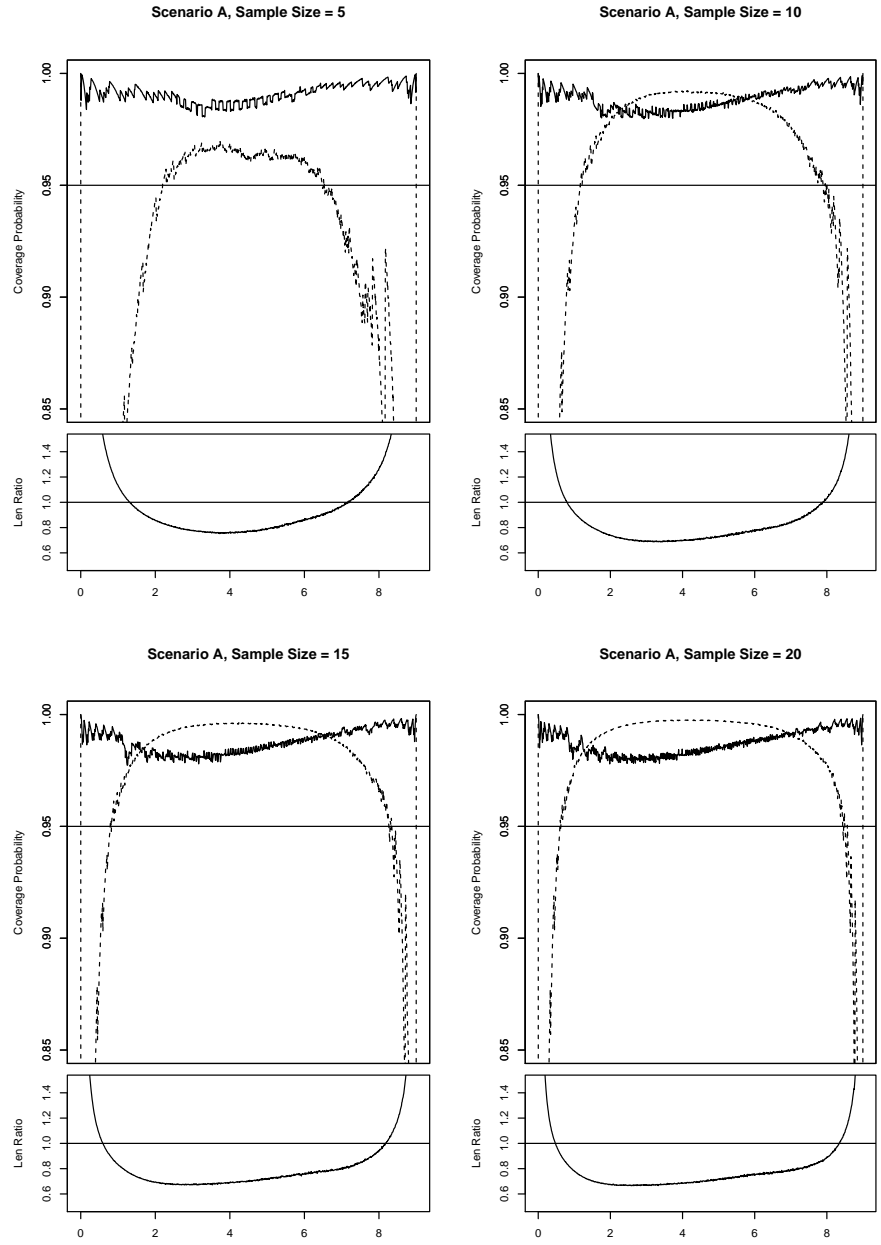 Scenario A, Sample Size = 5
Coverage Probability
1.00
0.95
0.90
0.85
Len Ratio
1.4
1.2
1.0
0.8
0.6
0 2 4 6 8
Scenario A, Sample Size = 10
Coverage Probability
1.00
0.95
0.90
0.85
Len Ratio
1.4
1.2
1.0
0.8
0.6
0 2 4 6 8
Scenario A, Sample Size = 15
Coverage Probability
1.00
0.95
0.90
0.85
Len Ratio
1.4
1.2
1.0
0.8
0.6
0 2 4 6 8
Scenario A, Sample Size = 20
Coverage Probability
1.00
0.95
0.90
0.85
Len Ratio
1.4
1.2
1.0
0.8
0.6
0 2 4 6 8